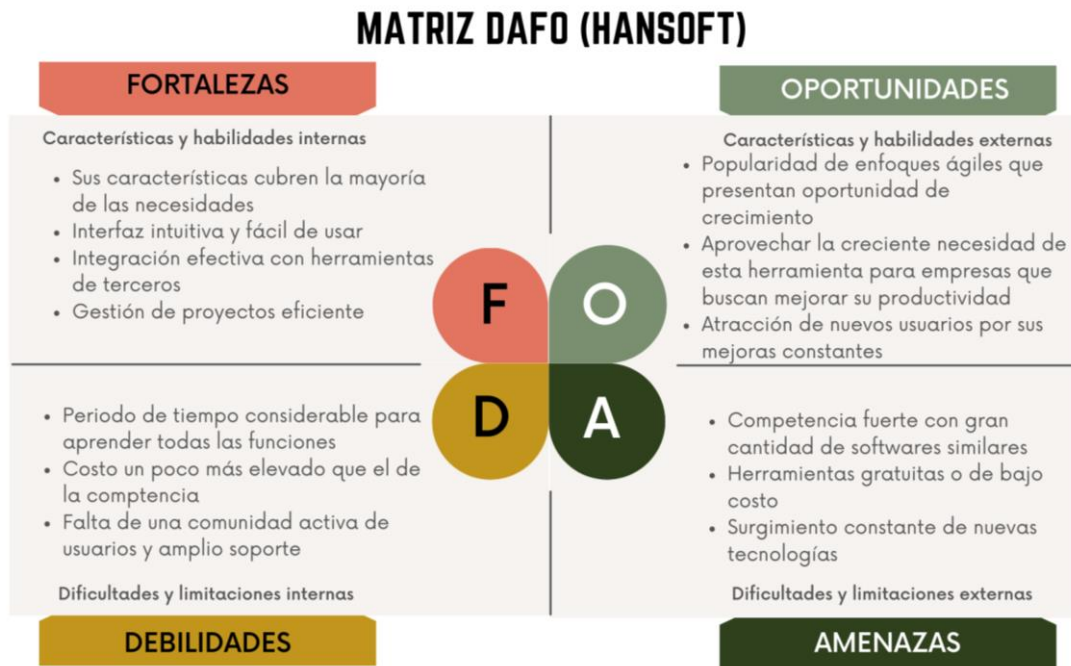 MATRIZ DAFO (HANSOFT)
FORTALEZAS
Características y habilidades internas
• Sus características cubren la mayoría
de las necesidades
• Interfaz intuitiva y fácil de usar
• Integración efectiva con herramientas
de terceros
• Gestión de proyectos eficiente
OPORTUNIDADES
Características y habilidades externas
• Popularidad de enfoques ágiles que
presentan oportunidad de
crecimiento
• Aprovechar la creciente necesidad de
esta herramienta para empresas que
buscan mejorar su productividad
• Atracción de nuevos usuarios por sus
mejoras constantes
F
O
D
A
• Periodo de tiempo considerable para
aprender todas las funciones
• Costo un poco más elevado que el de
la comptencia
• Falta de una comunidad activa de
usuarios y amplio soporte
Dificultades y limitaciones internas
DEBILIDADES
• Competencia fuerte con gran
cantidad de softwares similares
• Herramientas gratuitas o de bajo
costo
• Surgimiento constante de nuevas
tecnologías
Dificultades y limitaciones externas
AMENAZAS